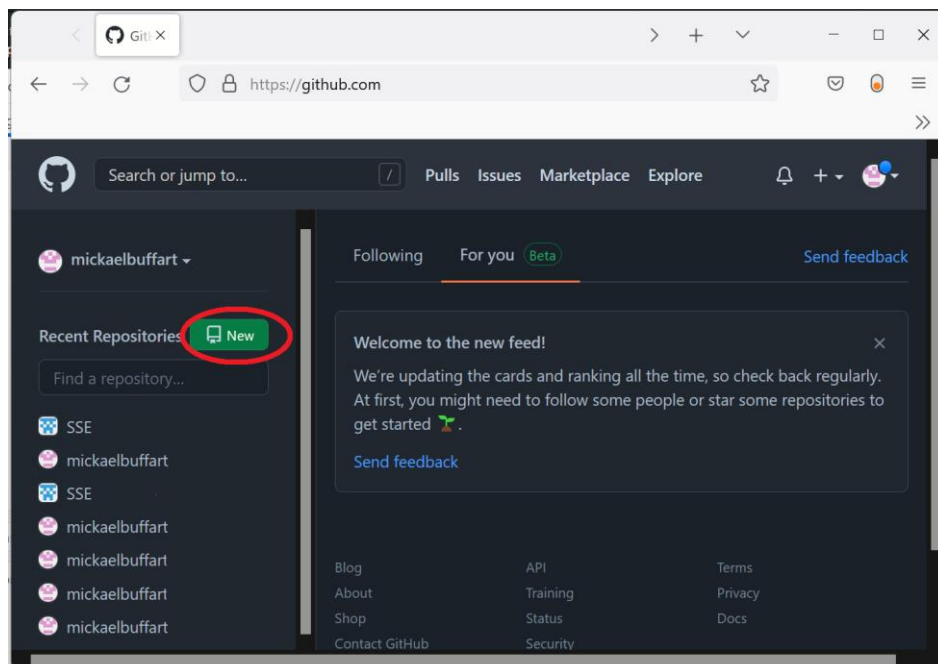 Git
https://github.com
Search or jump to... /
Pulls Issues Marketplace Explore
mickaelbuffart
Recent Repositories New
Find a repository...
SSE
mickaelbuffart
SSE
mickaelbuffart
mickaelbuffart
mickaelbuffart
mickaelbuffart
Following For you Beta Send feedback
Welcome to the new feed!
We're updating the cards and ranking all the time, so check back regularly.
At first, you might need to follow some people or star some repositories to
get started 🌱 .
Send feedback
Blog API Terms
About Training Privacy
Shop Status Docs
Contact GitHub Security